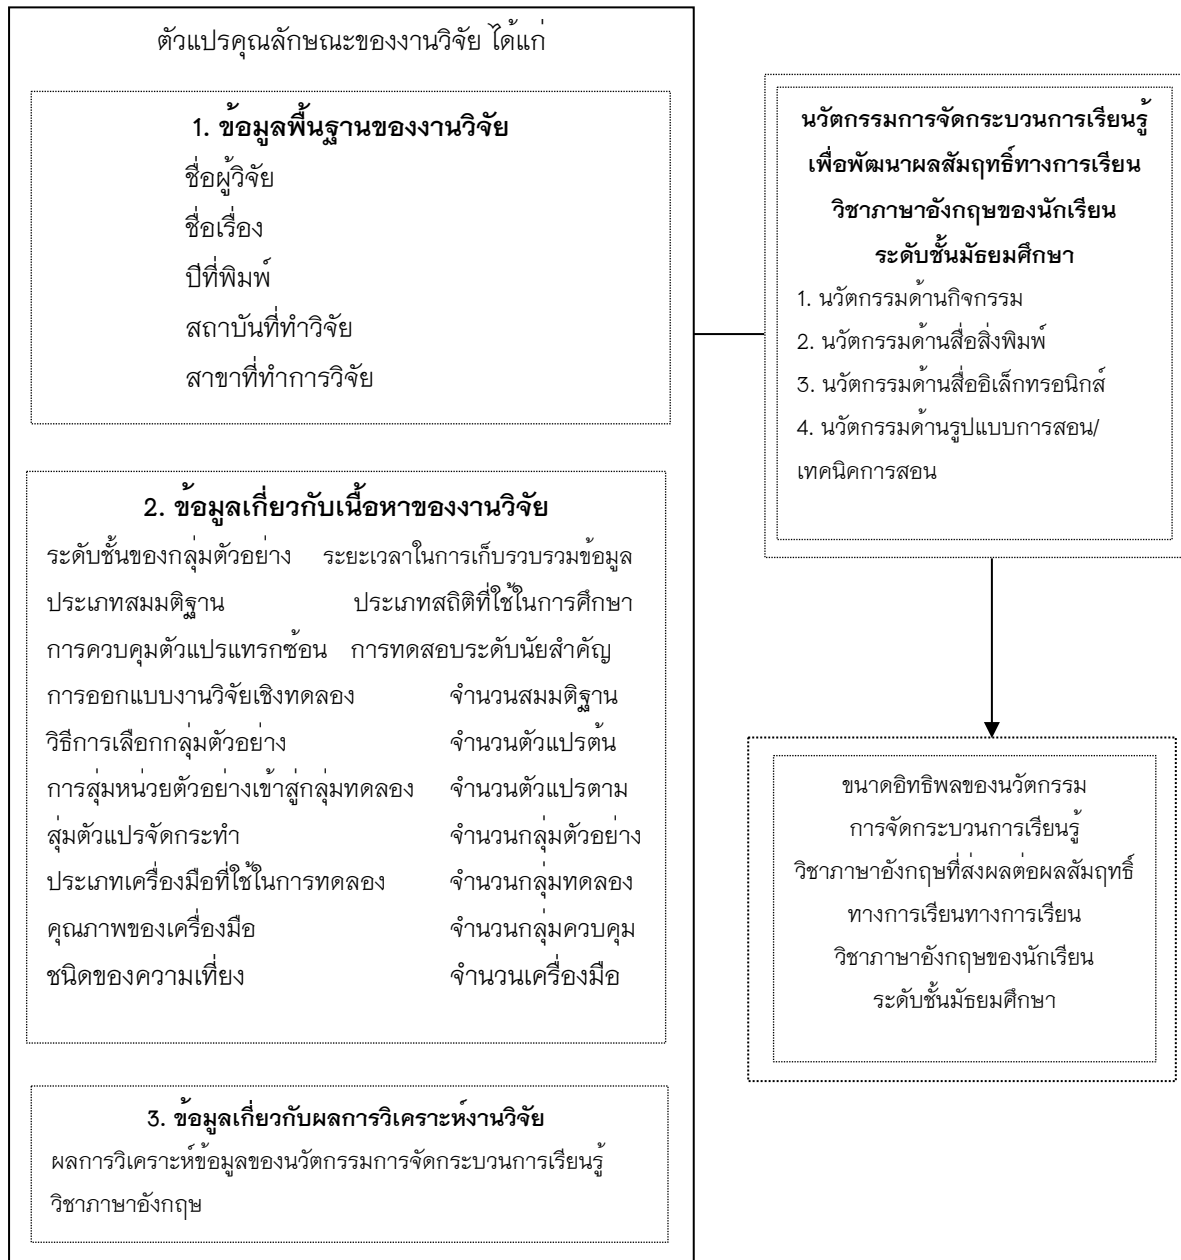 ตัวแปรคุณลักษณะของงานวิจัย ได้แก่
1. ข้อมูลพื้นฐานของงานวิจัย
ชื่อผู้วิจัย
ชื่อเรื่อง
ปีที่พิมพ์
สถาบันที่ทำวิจัย
สาขาที่ทำการวิจัย
2. ข้อมูลเกี่ยวกับเนื้อหาของงานวิจัย
ระดับชั้นของกลุ่มตัวอย่าง ระยะเวลาในการเก็บรวบรวมข้อมูล
ประเภทสมมติฐาน ประเภทสถิติที่ใช้ในการศึกษา
การควบคุมตัวแปรแทรกซ้อน การทดสอบระดับนัยสำคัญ
การออกแบบงานวิจัยเชิงทดลอง จำนวนสมมติฐาน
วิธีการเลือกกลุ่มตัวอย่าง จำนวนตัวแปรต้น
การสุ่มหน่วยตัวอย่างเข้าสู่กลุ่มทดลอง จำนวนตัวแปรตาม
สุ่มตัวแปรจัดกระทำ จำนวนกลุ่มตัวอย่าง
ประเภทเครื่องมือที่ใช้ในการทดลอง จำนวนกลุ่มทดลอง
คุณภาพของเครื่องมือ จำนวนกลุ่มควบคุม
ชนิดของความเที่ยง จำนวนเครื่องมือ
3. ข้อมูลเกี่ยวกับผลการวิเคราะห์งานวิจัย
ผลการวิเคราะห์ข้อมูลของนวัตกรรมการจัดกระบวนการเรียนรู้
วิชาภาษาอังกฤษ
นวัตกรรมการจัดกระบวนการเรียนรู้
เพื่อพัฒนาผลสัมฤทธิ์ทางการเรียน
วิชาภาษาอังกฤษของนักเรียน
ระดับชั้นมัธยมศึกษา
1. นวัตกรรมด้านกิจกรรม
2. นวัตกรรมด้านสื่อสิ่งพิมพ์
3. นวัตกรรมด้านสื่ออิเล็กทรอนิกส์
4. นวัตกรรมด้านรูปแบบการสอน/
เทคนิคการสอน
ขนาดอิทธิพลของนวัตกรรม
การจัดกระบวนการเรียนรู้
วิชาภาษาอังกฤษที่ส่งผลต่อผลสัมฤทธิ์
ทางการเรียนทางการเรียน
วิชาภาษาอังกฤษของนักเรียน
ระดับชั้นมัธยมศึกษา